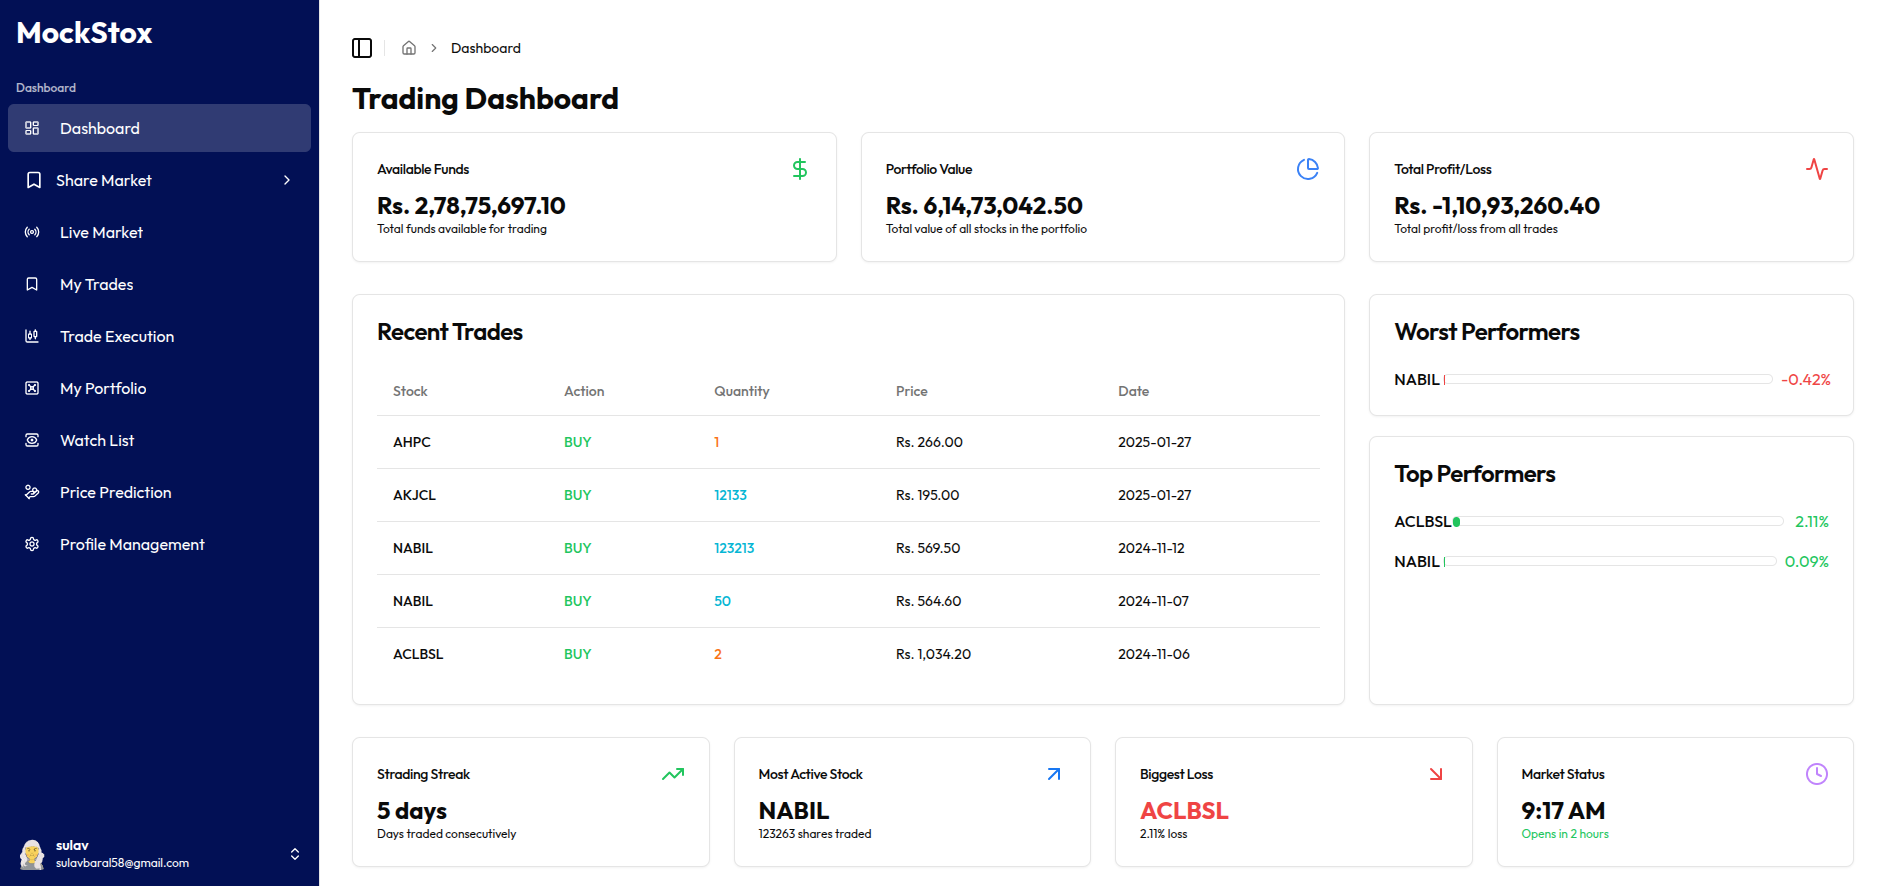 MockStox
Dashboard
Dashboard
Share Market
Live Market
My Trades
Trade Execution
My Portfolio
Watch List
Price Prediction
Profile Management
sulav
sulavbaral58@gmail.com
Dashboard
Trading Dashboard
Available Funds
Rs. 2,78,75,697.10
Total funds available for trading
Portfolio Value
Rs. 6,14,73,042.50
Total value of all stocks in the portfolio
Total Profit/Loss
Rs. -1,10,93,260.40
Total profit/loss from all trades
Recent Trades
Stock Action Quantity Price Date
AHPC BUY 1 Rs. 266.00 2025-01-27
AKJCL BUY 12133 Rs. 195.00 2025-01-27
NABIL BUY 123213 Rs. 569.50 2024-11-12
NABIL BUY 50 Rs. 564.60 2024-11-07
ACLBSL BUY 2 Rs. 1,034.20 2024-11-06
Worst Performers
NABIL -0.42%
Top Performers
ACLBSL 2.11%
NABIL 0.09%
Strading Streak
5 days
Days traded consecutively
Most Active Stock
NABIL
123263 shares traded
Biggest Loss
ACLBSL
2.11% loss
Market Status
9:17 AM
Opens in 2 hours